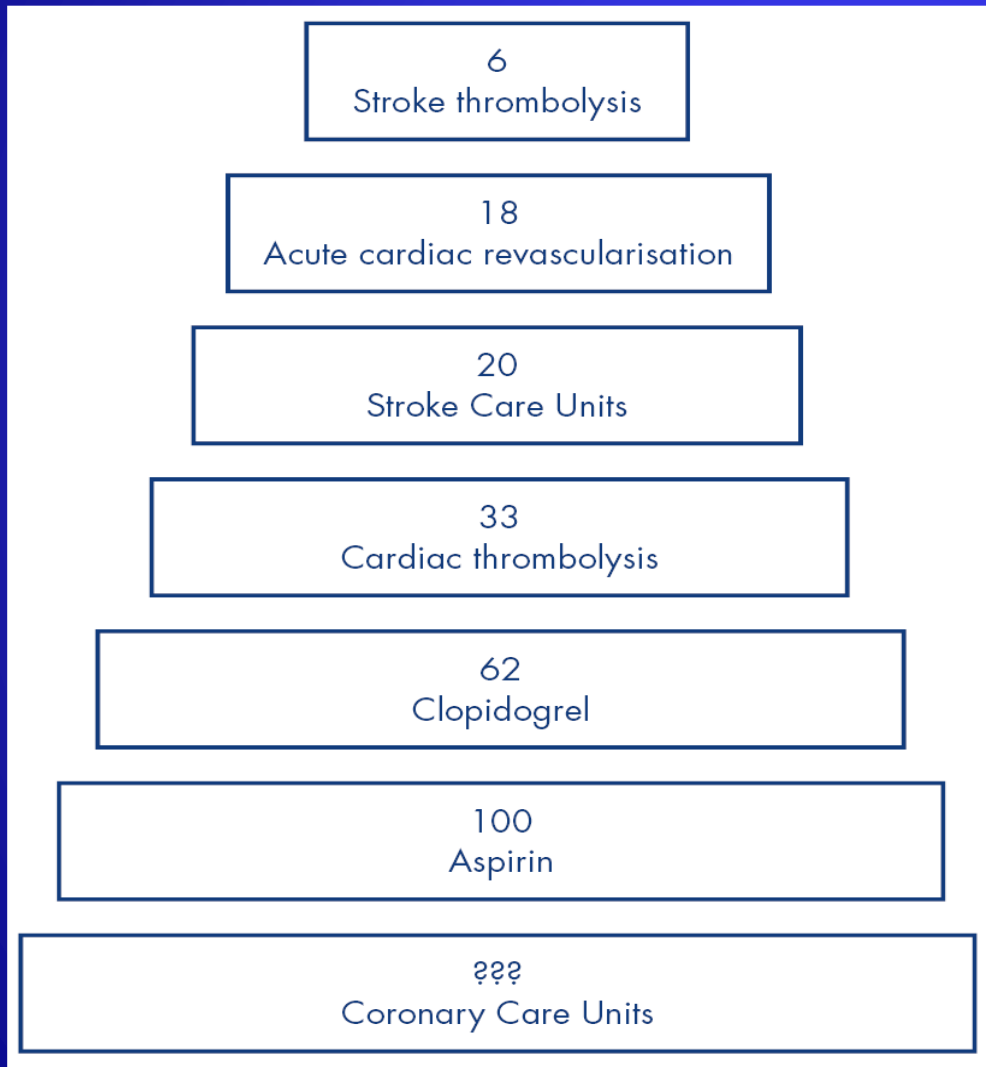 6
Stroke thrombolysis
18
Acute cardiac revascularisation
20
Stroke Care Units
33
Cardiac thrombolysis
62
Clopidogrel
100
Aspirin
???
Coronary Care Units